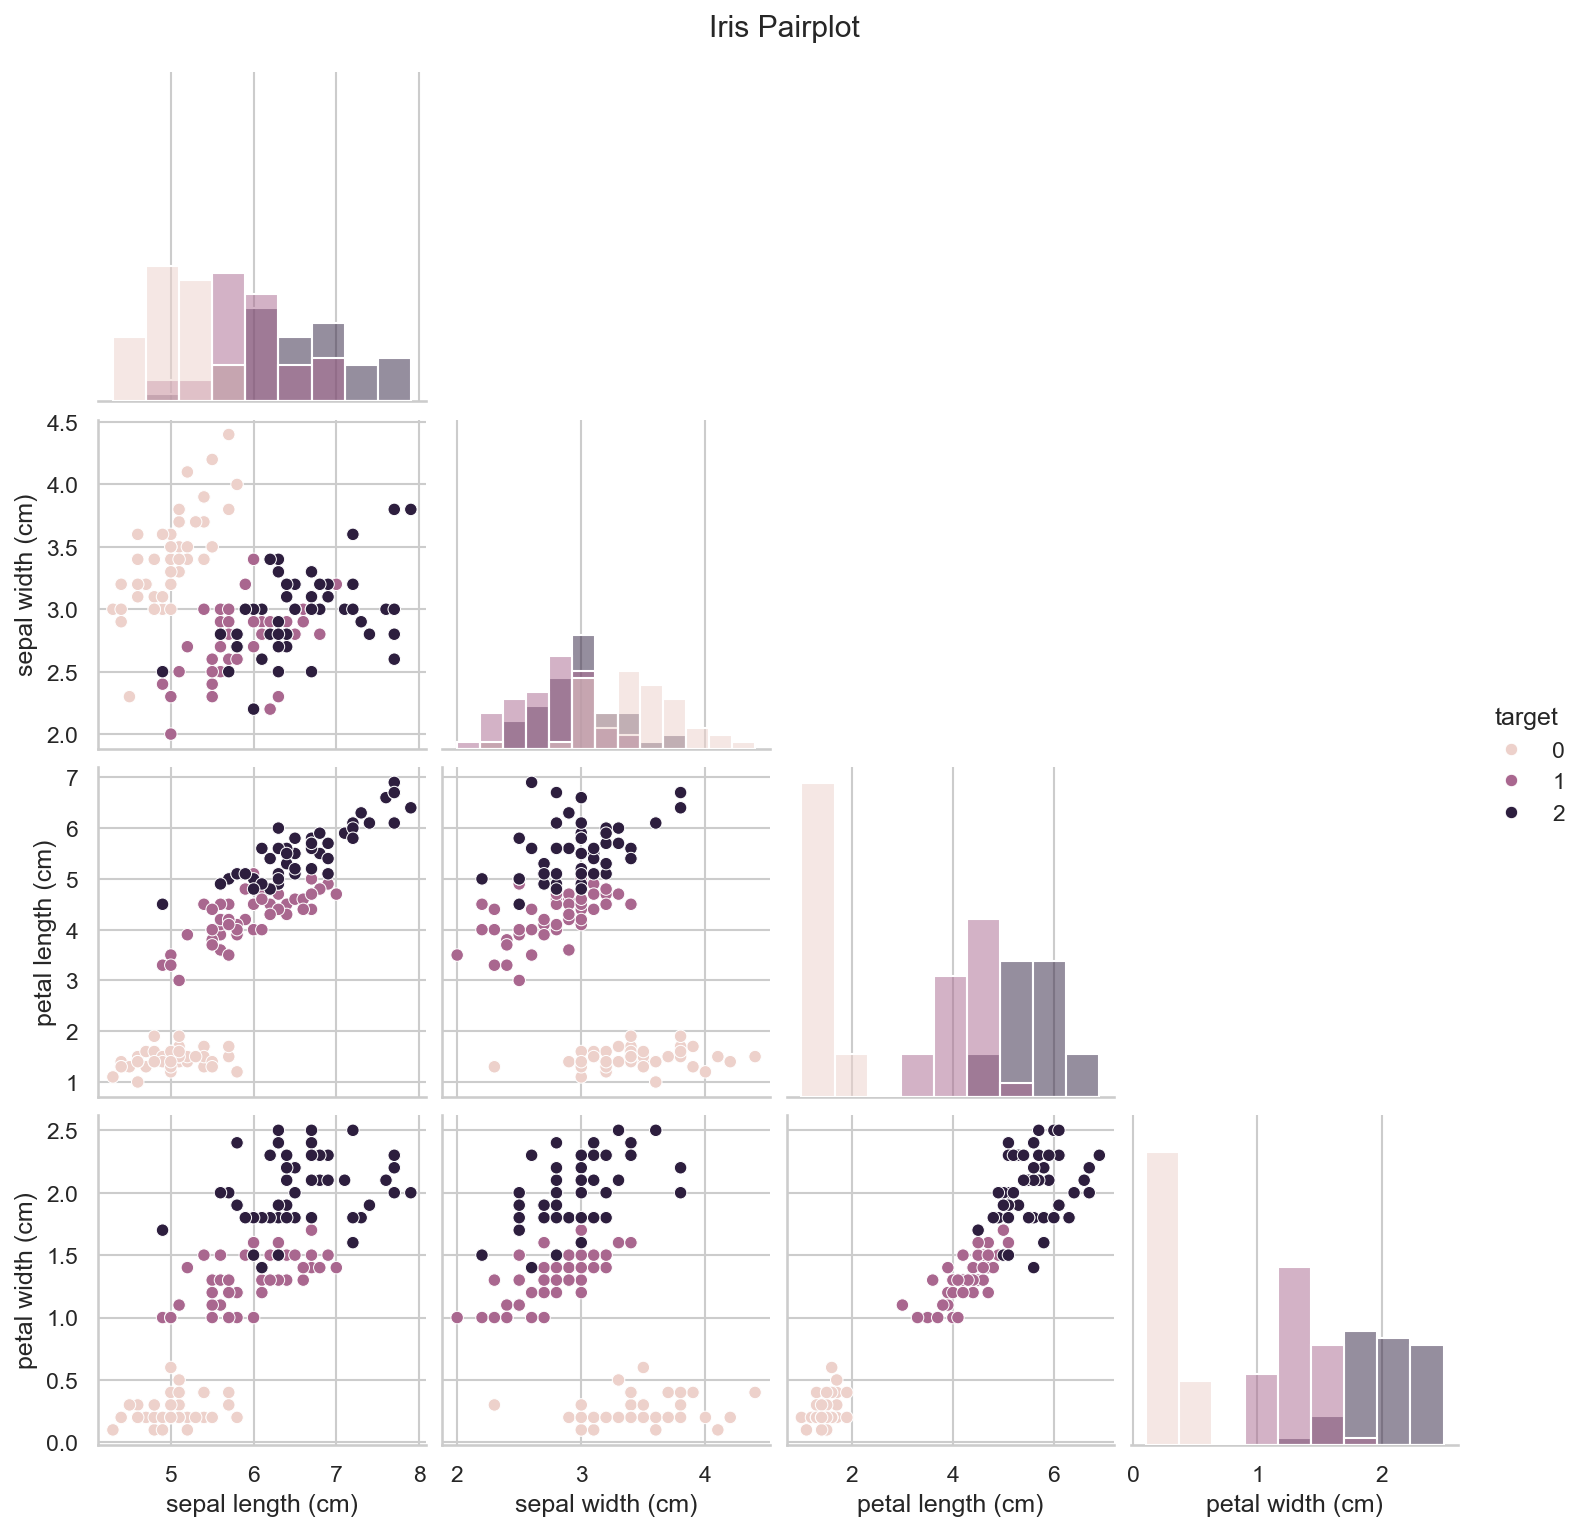 Iris Pairplot
sepal width (cm)
4.5
4.0
3.5
3.0
2.5
2.0
petal length (cm)
7
6
5
4
3
2
1
petal width (cm)
2.5
2.0
1.5
1.0
0.5
0.0
5 6 7 8
sepal length (cm)
2 3 4
sepal width (cm)
2 4 6
petal length (cm)
0 1 2
petal width (cm)
target
0
1
2